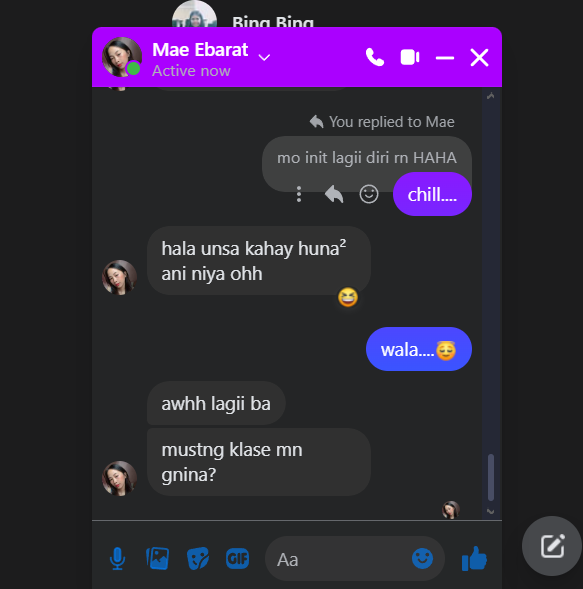 Bing Bing
Mae Ebarat
Active now
You replied to Mae
mo init lagii diri rn HAHA
chill....
hala unsa kahay huna²
ani niya ohh
wala....😇
awhh lagii ba
mustng klase mn
gnina?
GIF
Aa